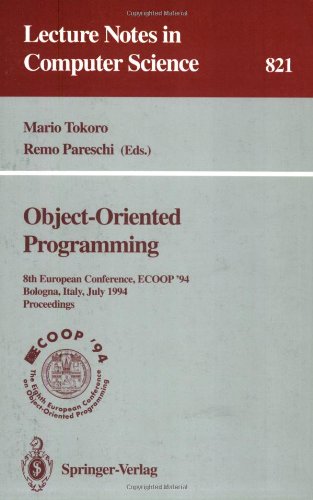 Lecture Notes in
Computer Science 821
Mario Tokoro
Remo Pareschi (Eds.)
Object-Oriented
Programming
8th European Conference, ECOOP '94
Bologna, Italy, July 1994
Proceedings
ECOOP '94
The Eighth European Conference
on Object-Oriented Programming
Springer-Verlag